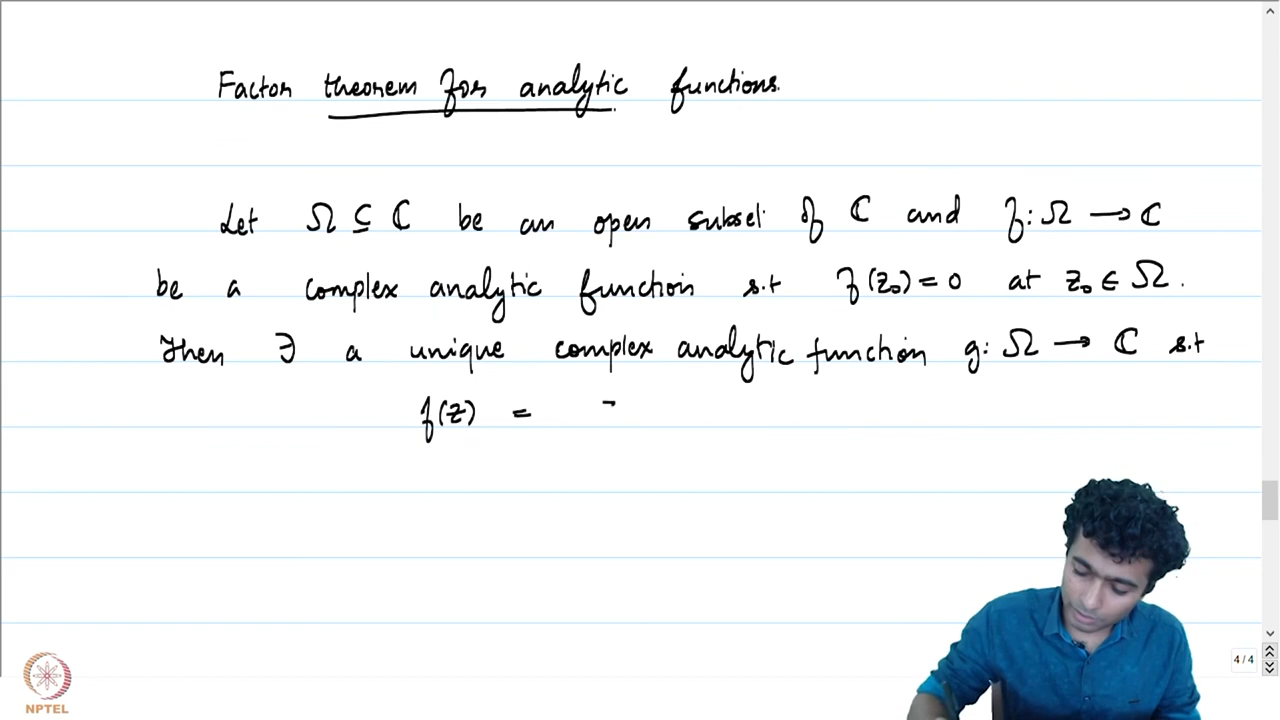 Factor theorem for analytic functions.
Let Ω ⊆ ℂ be an open subset of ℂ and f: Ω → ℂ
be a complex analytic function s.t f(z₀) = 0 at z₀ ∈ Ω.
Then ∃ a unique complex analytic function g: Ω → ℂ s.t
f(z) =
4 / 4
NPTEL